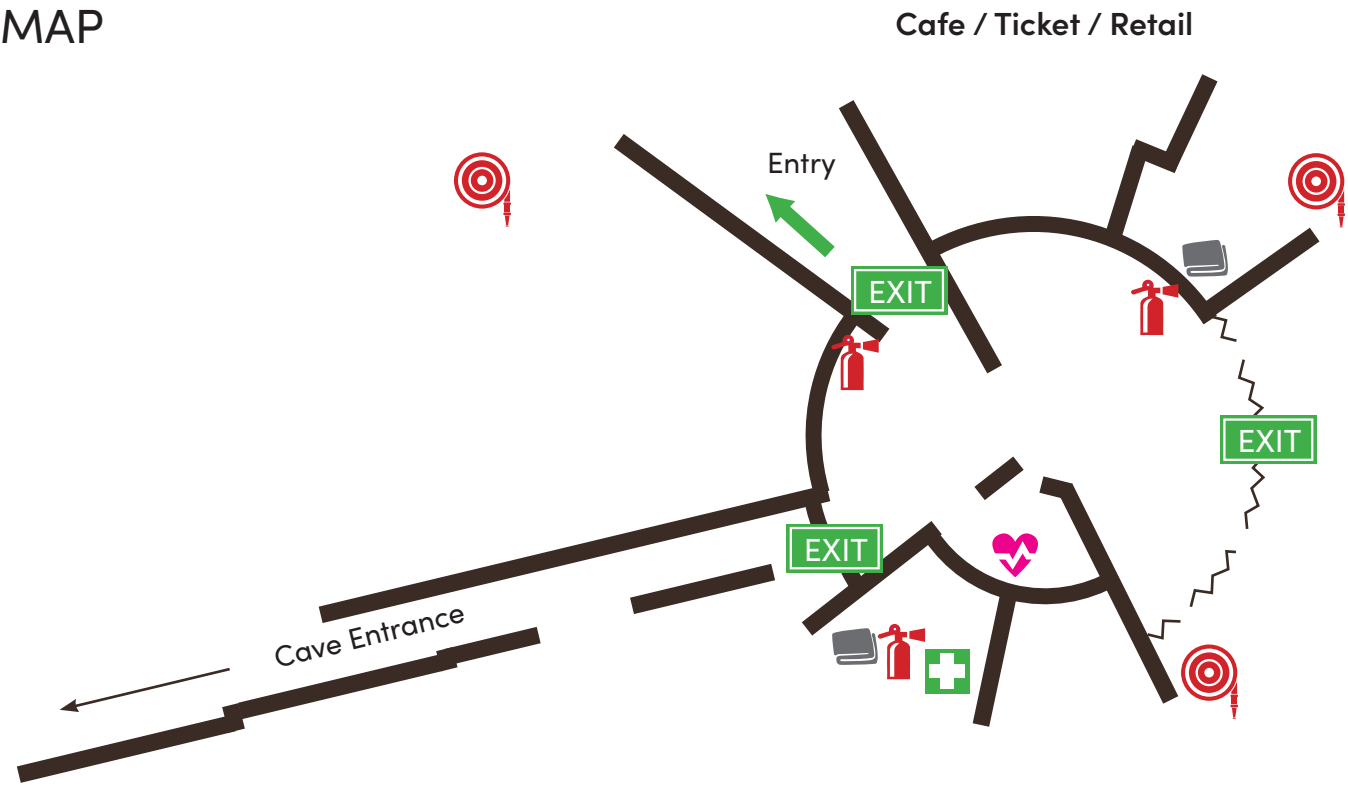 MAP
Cafe / Ticket / Retail
Entry
EXIT
EXIT
EXIT
Cave Entrance